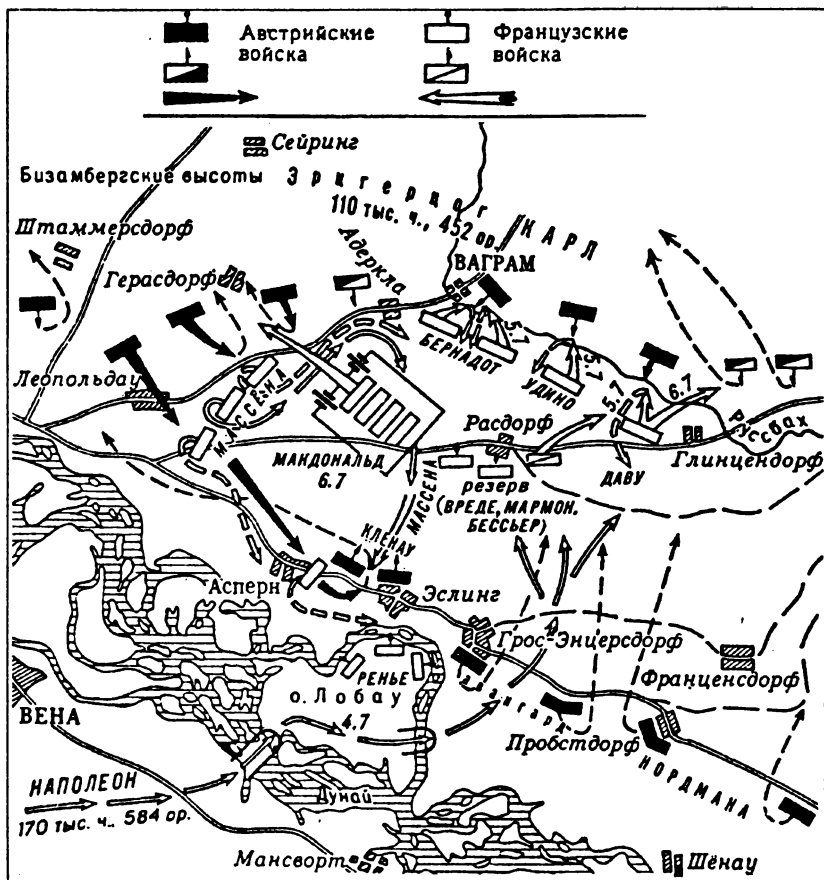 Австрийские
войска
Французские
войска
Сейринг
Бизамбергские высоты
Эрцгерцог
КАРЛ
110 тыс. ч., 452 ор.
Штаммерсдорф
Герасдорф
Адеркла
ВАГРАМ
5.7
БЕРНАДОТ
5.7
УДИНО
5.7
6.7
Леопольдау
МАССЕНА
Руссвах
Расдорф
Глинцендорф
МАКДОНАЛЬД
6.7
МАССЕНА
резерв
(ВРЕДЕ, МАРМОН,
БЕССЬЕР)
ДАВУ
КЛЕНАУ
Асперн
Эслинг
Грос-Энцерсдорф
РЕНЬЕ
о. Лобау
4.7
авангард
Франценсдорф
ВЕНА
Пробстдорф
НОРДМАНА
НАПОЛЕОН
170 тыс. ч., 584 ор.
Дунай
Мансворт
Шёнау